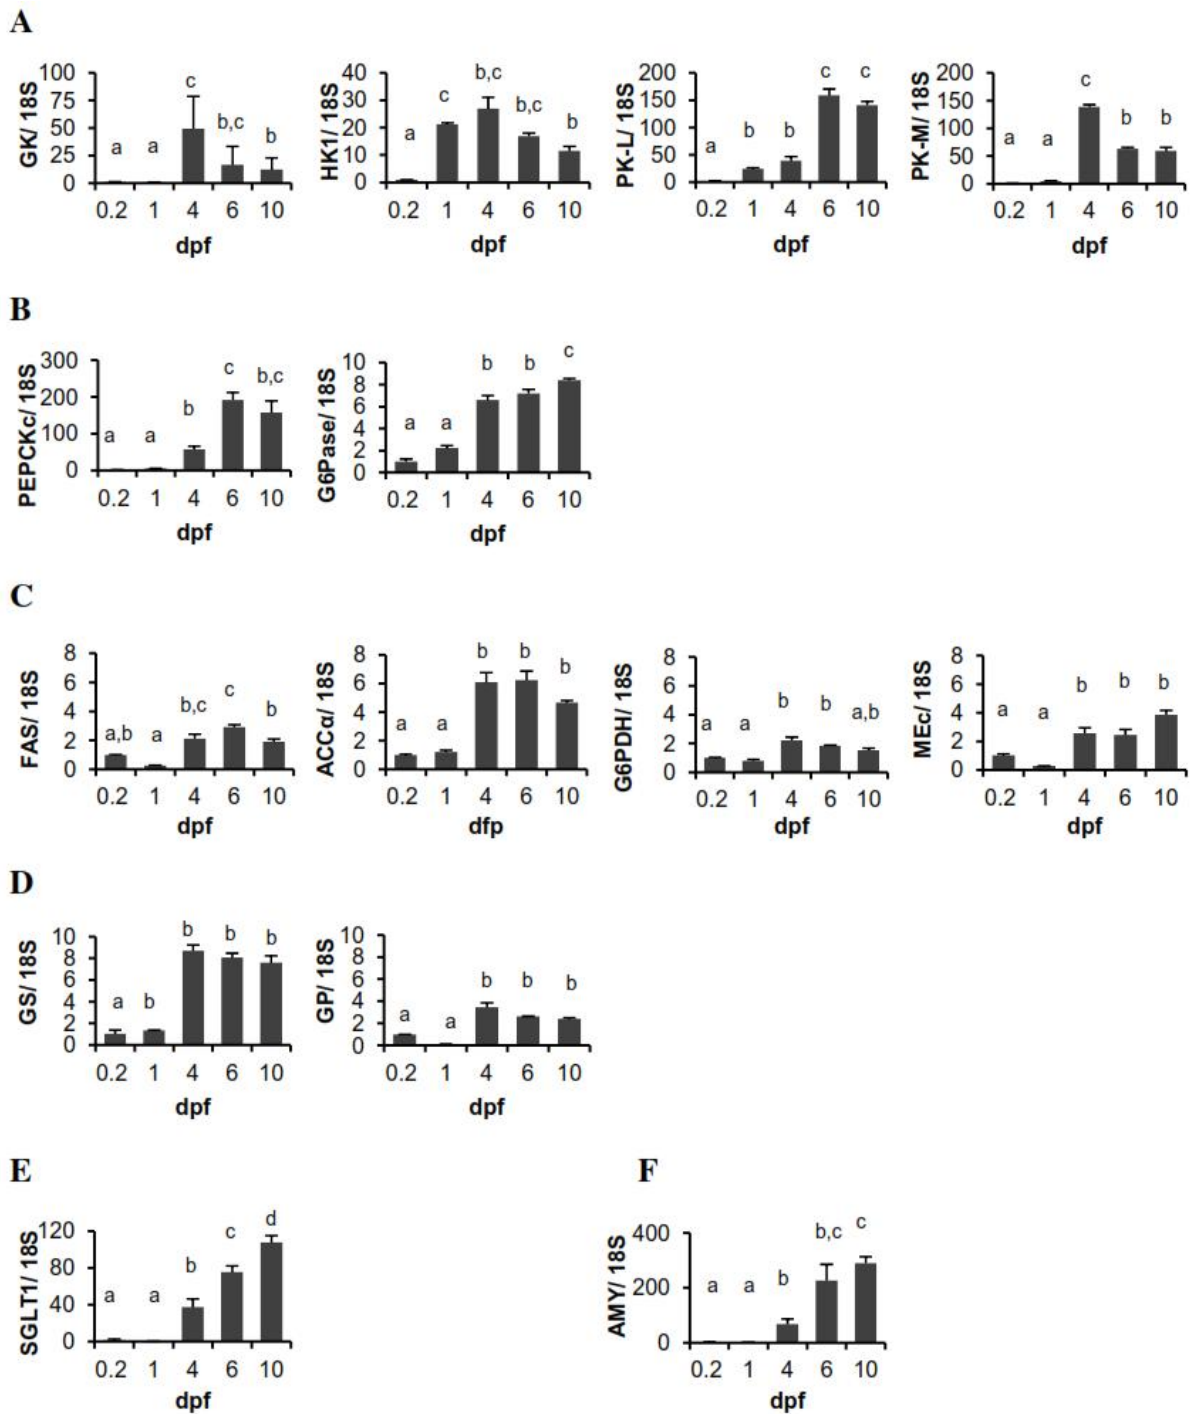 A
GK/ 18S
100
75
50
25
0
a a c b,c b
0.2 1 4 6 10
dpf
HK1/ 18S
40
30
20
10
0
a c b,c b,c b
0.2 1 4 6 10
dpf
PK-L/ 18S
200
150
100
50
0
a b b c c
0.2 1 4 6 10
dpf
PK-M/ 18S
200
150
100
50
0
a a c b b
0.2 1 4 6 10
dpf
B
PEPCKc/ 18S
300
200
100
0
a a b c b,c
0.2 1 4 6 10
dpf
G6Pase/ 18S
10
8
6
4
2
0
a a b b c
0.2 1 4 6 10
dpf
C
FAS/ 18S
8
6
4
2
0
a,b a b,c c b
0.2 1 4 6 10
dpf
ACCα/ 18S
8
6
4
2
0
a a b b b
0.2 1 4 6 10
dfp
G6PDH/ 18S
8
6
4
2
0
a a b b a,b
0.2 1 4 6 10
dpf
MEc/ 18S
8
6
4
2
0
a a b b b
0.2 1 4 6 10
dpf
D
GS/ 18S
10
8
6
4
2
0
a b b b b
0.2 1 4 6 10
dpf
GP/ 18S
10
8
6
4
2
0
a a b b b
0.2 1 4 6 10
dpf
E
SGLT1/ 18S
120
80
40
0
a a b c d
0.2 1 4 6 10
dpf
F
AMY/ 18S
400
200
0
a a b b,c c
0.2 1 4 6 10
dpf